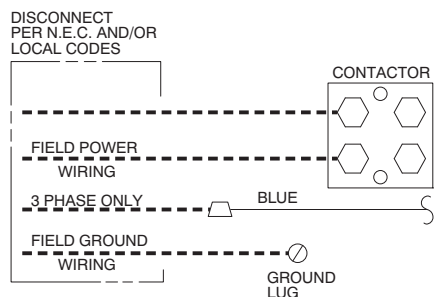 DISCONNECT
PER N.E.C. AND/OR
LOCAL CODES
CONTACTOR
FIELD POWER
WIRING
3 PHASE ONLY
BLUE
FIELD GROUND
WIRING
GROUND
LUG